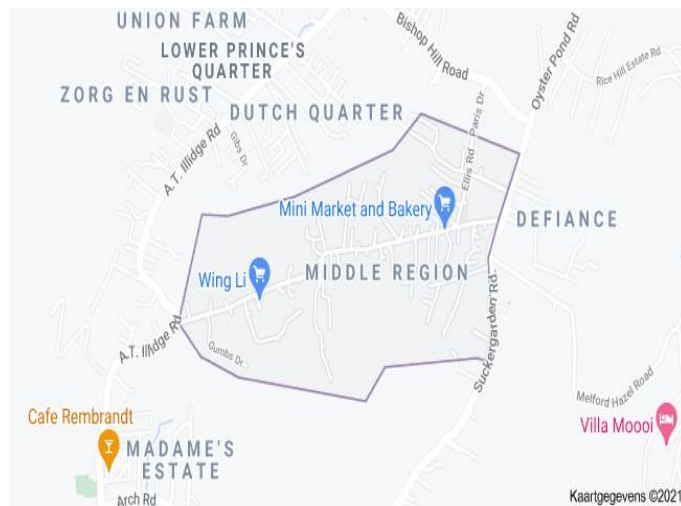 UNION FARM
Bishop Hill Road
LOWER PRINCE'S
QUARTER
Oyster Pond Rd
Rice Hill Estate Rd
ZORG EN RUST
DUTCH QUARTER
Paris Dr
Gibs Dr
A.T. Illidge Rd
Ellis Rd
Mini Market and Bakery
DEFIANCE
MIDDLE REGION
Wing Li
A.T. Illidge Rd
Gumbs Dr
Suckergarden Rd.
Melford Hazel Road
Cafe Rembrandt
Villa Moooi
MADAME'S
ESTATE
Arch Rd
Kaartgegevens ©2021